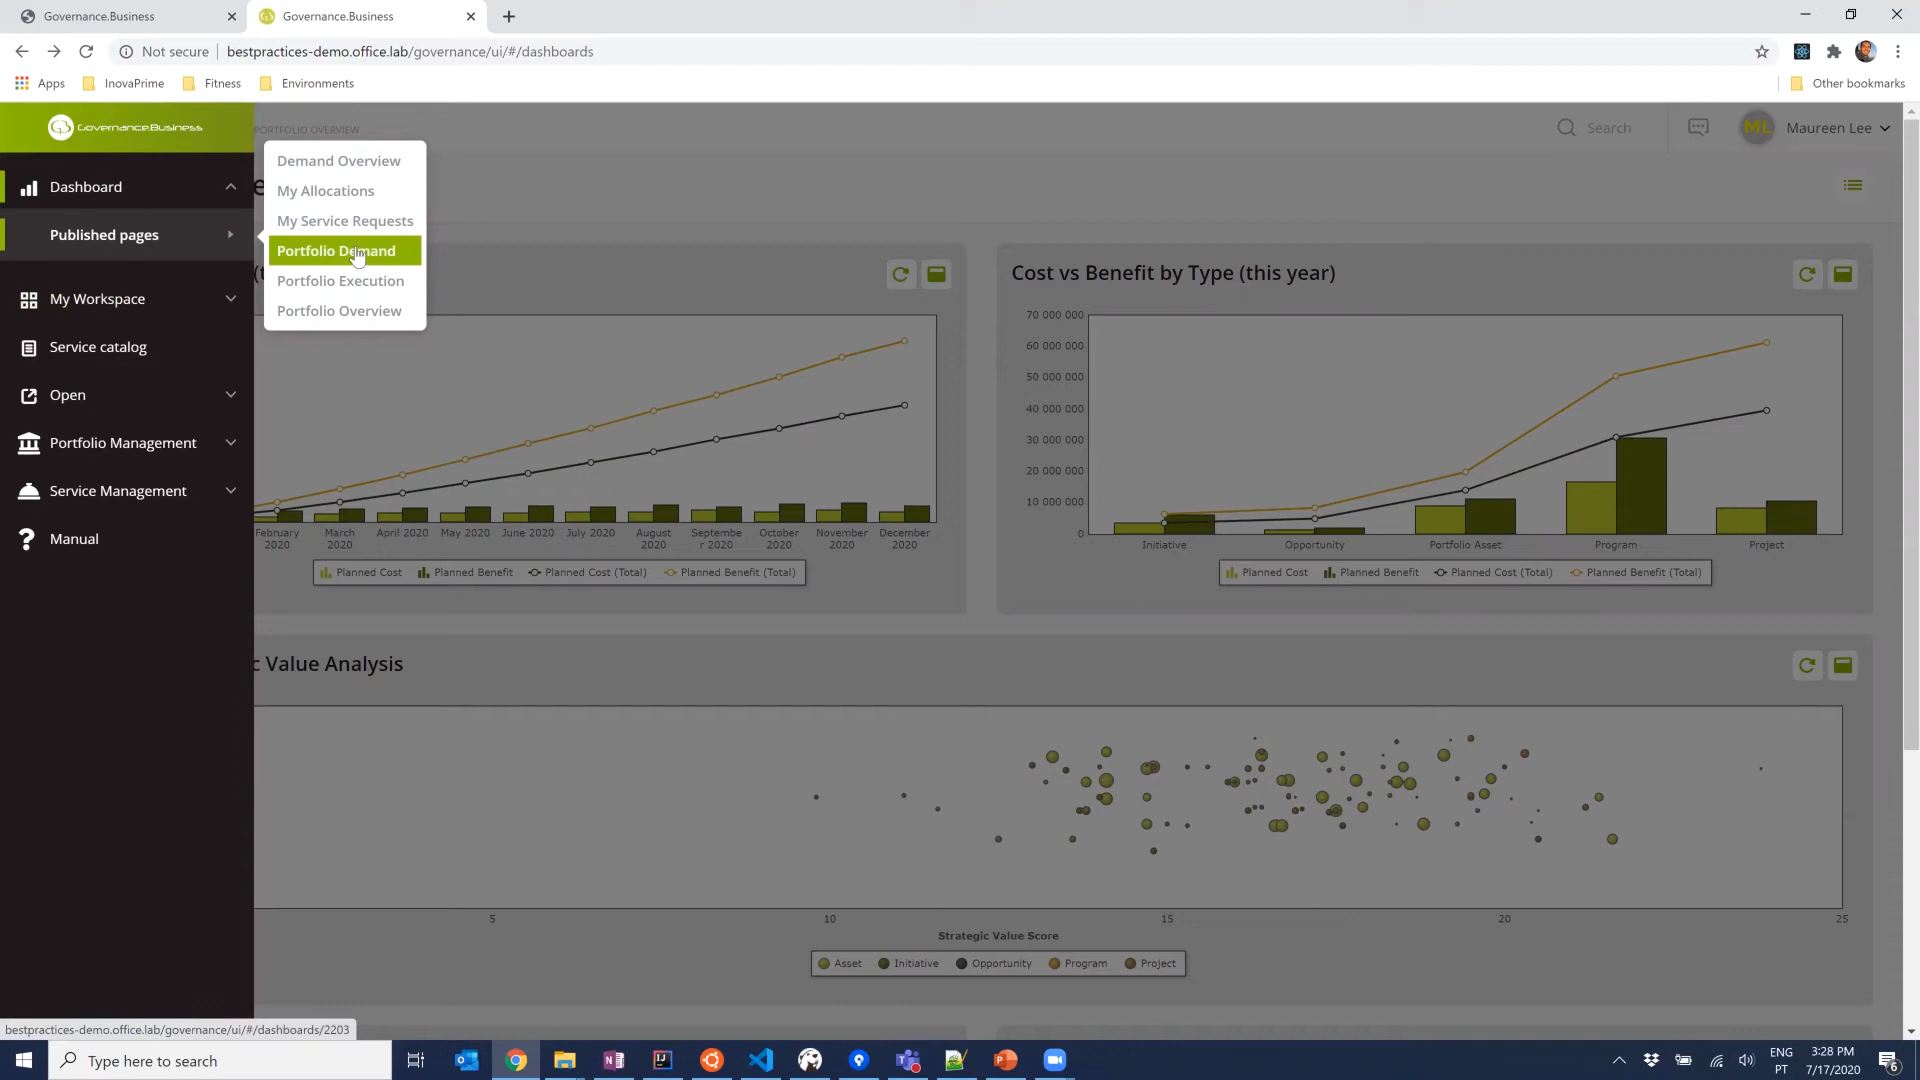 Governance.Business
Governance.Business
Not secure
bestpractices-demo.office.lab/governance/ui/#/dashboards
Apps
InovaPrime
Fitness
Environments
Other bookmarks
Governance.Business
PORTFOLIO OVERVIEW
Search
ML
Maureen Lee
Dashboard
Published pages
My Workspace
Service catalog
Open
Portfolio Management
Service Management
Manual
Demand Overview
My Allocations
My Service Requests
Portfolio Demand
Portfolio Execution
Portfolio Overview
February 2020
March 2020
April 2020
May 2020
June 2020
July 2020
August 2020
Septembe
r 2020
October 2020
November 2020
December 2020
Planned Cost
Planned Benefit
Planned Cost (Total)
Planned Benefit (Total)
Cost vs Benefit by Type (this year)
70 000 000
60 000 000
50 000 000
40 000 000
30 000 000
20 000 000
10 000 000
0
Initiative
Opportunity
Portfolio Asset
Program
Project
Planned Cost
Planned Benefit
Planned Cost (Total)
Planned Benefit (Total)
c Value Analysis
5
10
15
20
25
Strategic Value Score
Asset
Initiative
Opportunity
Program
Project
bestpractices-demo.office.lab/governance/ui/#/dashboards/2203
Type here to search
ENG
PT
3:28 PM
7/17/2020
6